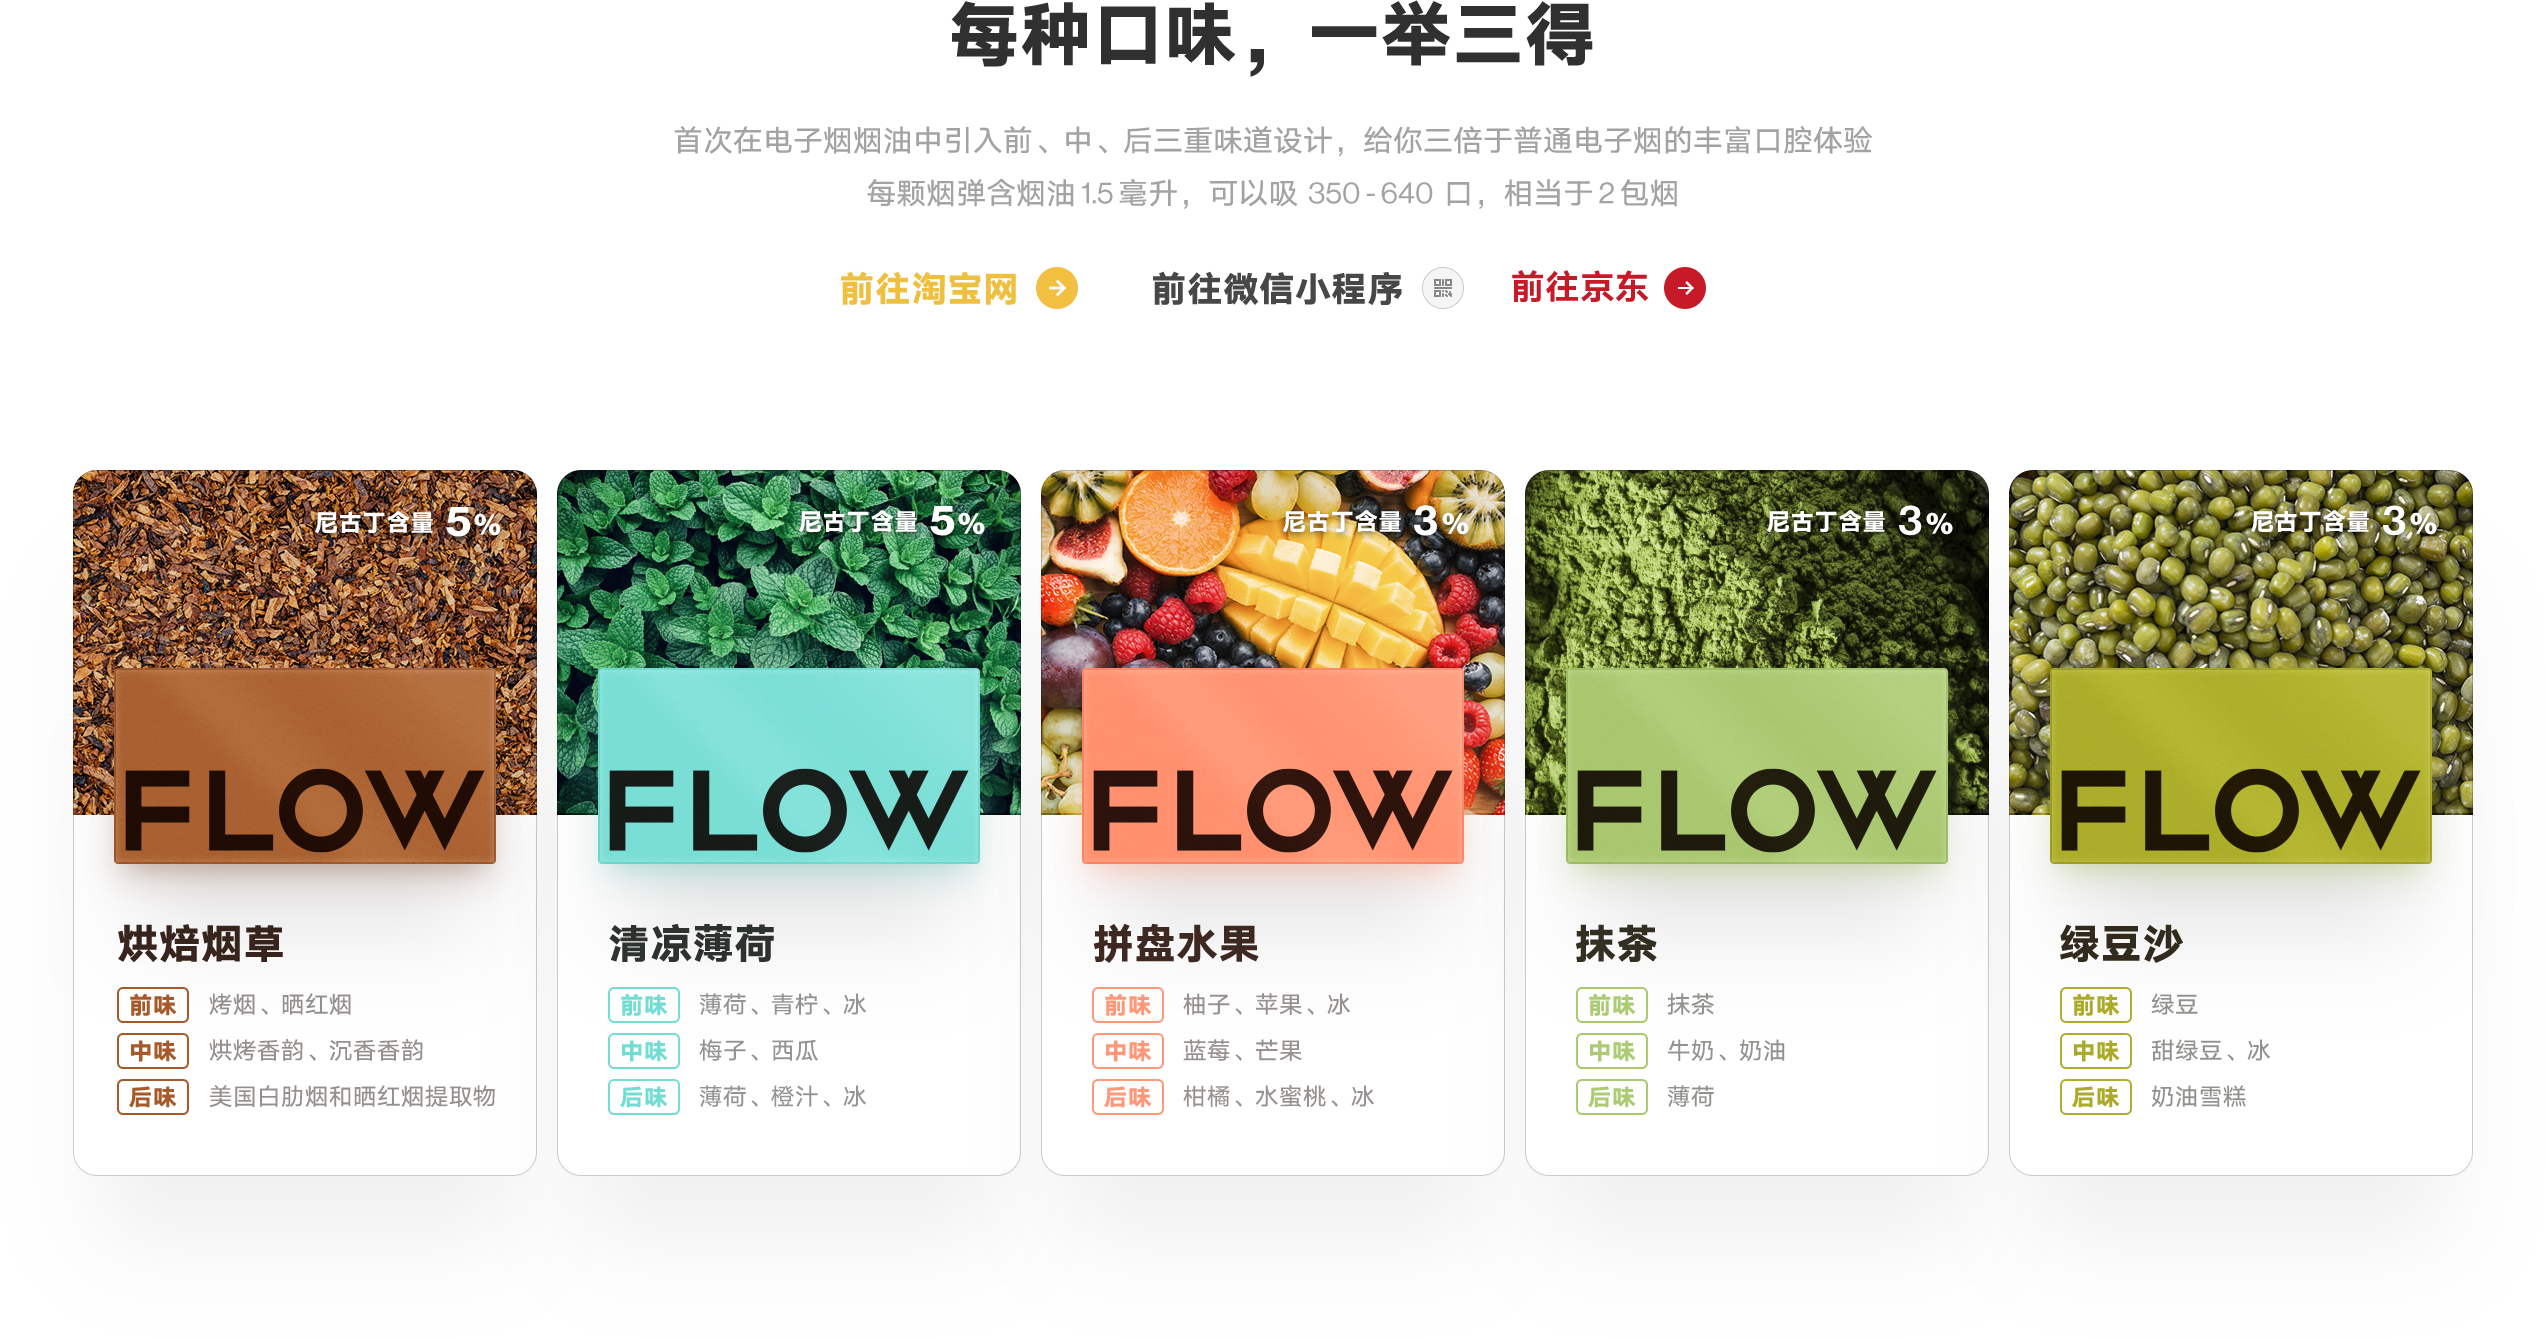 每种口味，一举三得
首次在电子烟烟油中引入前、中、后三重味道设计，给你三倍于普通电子烟的丰富口腔体验
每颗烟弹含烟油 1.5 毫升，可以吸 350 - 640 口，相当于 2 包烟
前往淘宝网
前往微信小程序
前往京东
尼古丁含量 5%
FLOW
烘焙烟草
前味 烤烟、晒红烟
中味 烘烤香韵、沉香香韵
后味 美国白肋烟和晒红烟提取物
尼古丁含量 5%
FLOW
清凉薄荷
前味 薄荷、青柠、冰
中味 梅子、西瓜
后味 薄荷、橙汁、冰
尼古丁含量 3%
FLOW
拼盘水果
前味 柚子、苹果、冰
中味 蓝莓、芒果
后味 柑橘、水蜜桃、冰
尼古丁含量 3%
FLOW
抹茶
前味 抹茶
中味 牛奶、奶油
后味 薄荷
尼古丁含量 3%
FLOW
绿豆沙
前味 绿豆
中味 甜绿豆、冰
后味 奶油雪糕